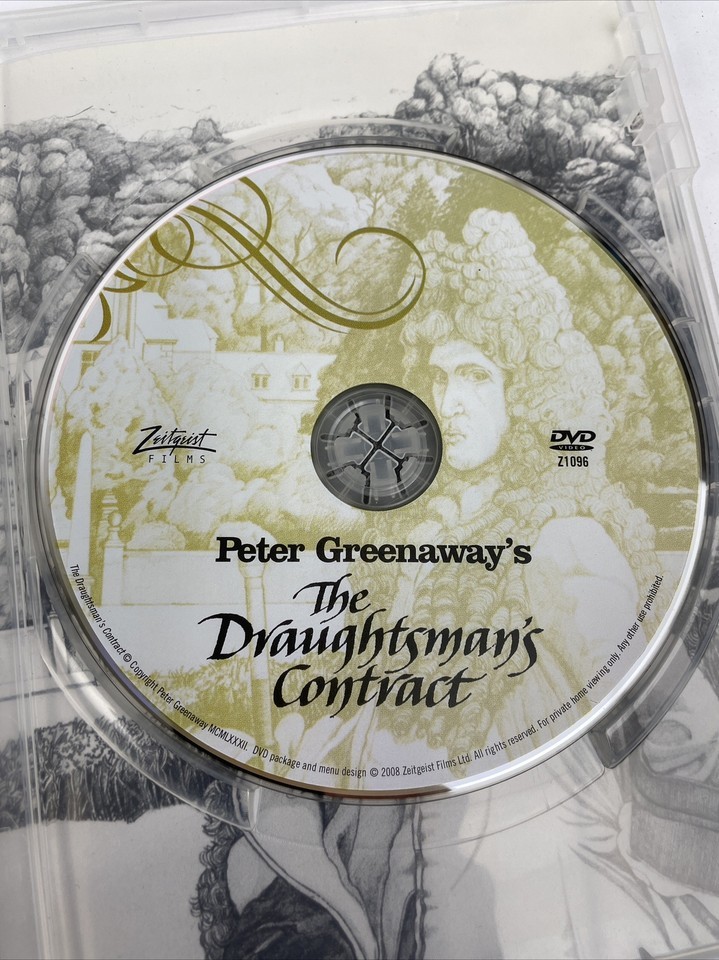 Zeitgeist
FILMS
DVD
VIDEO
Z1096
Peter Greenaway's
The
Draughtsman's
Contract
The Draughtsman's Contract © Copyright Peter Greenaway MCMLXXXII. DVD package and menu design © 2008 Zeitgeist Films Ltd. All rights reserved. For private home viewing only. Any other use prohibited.